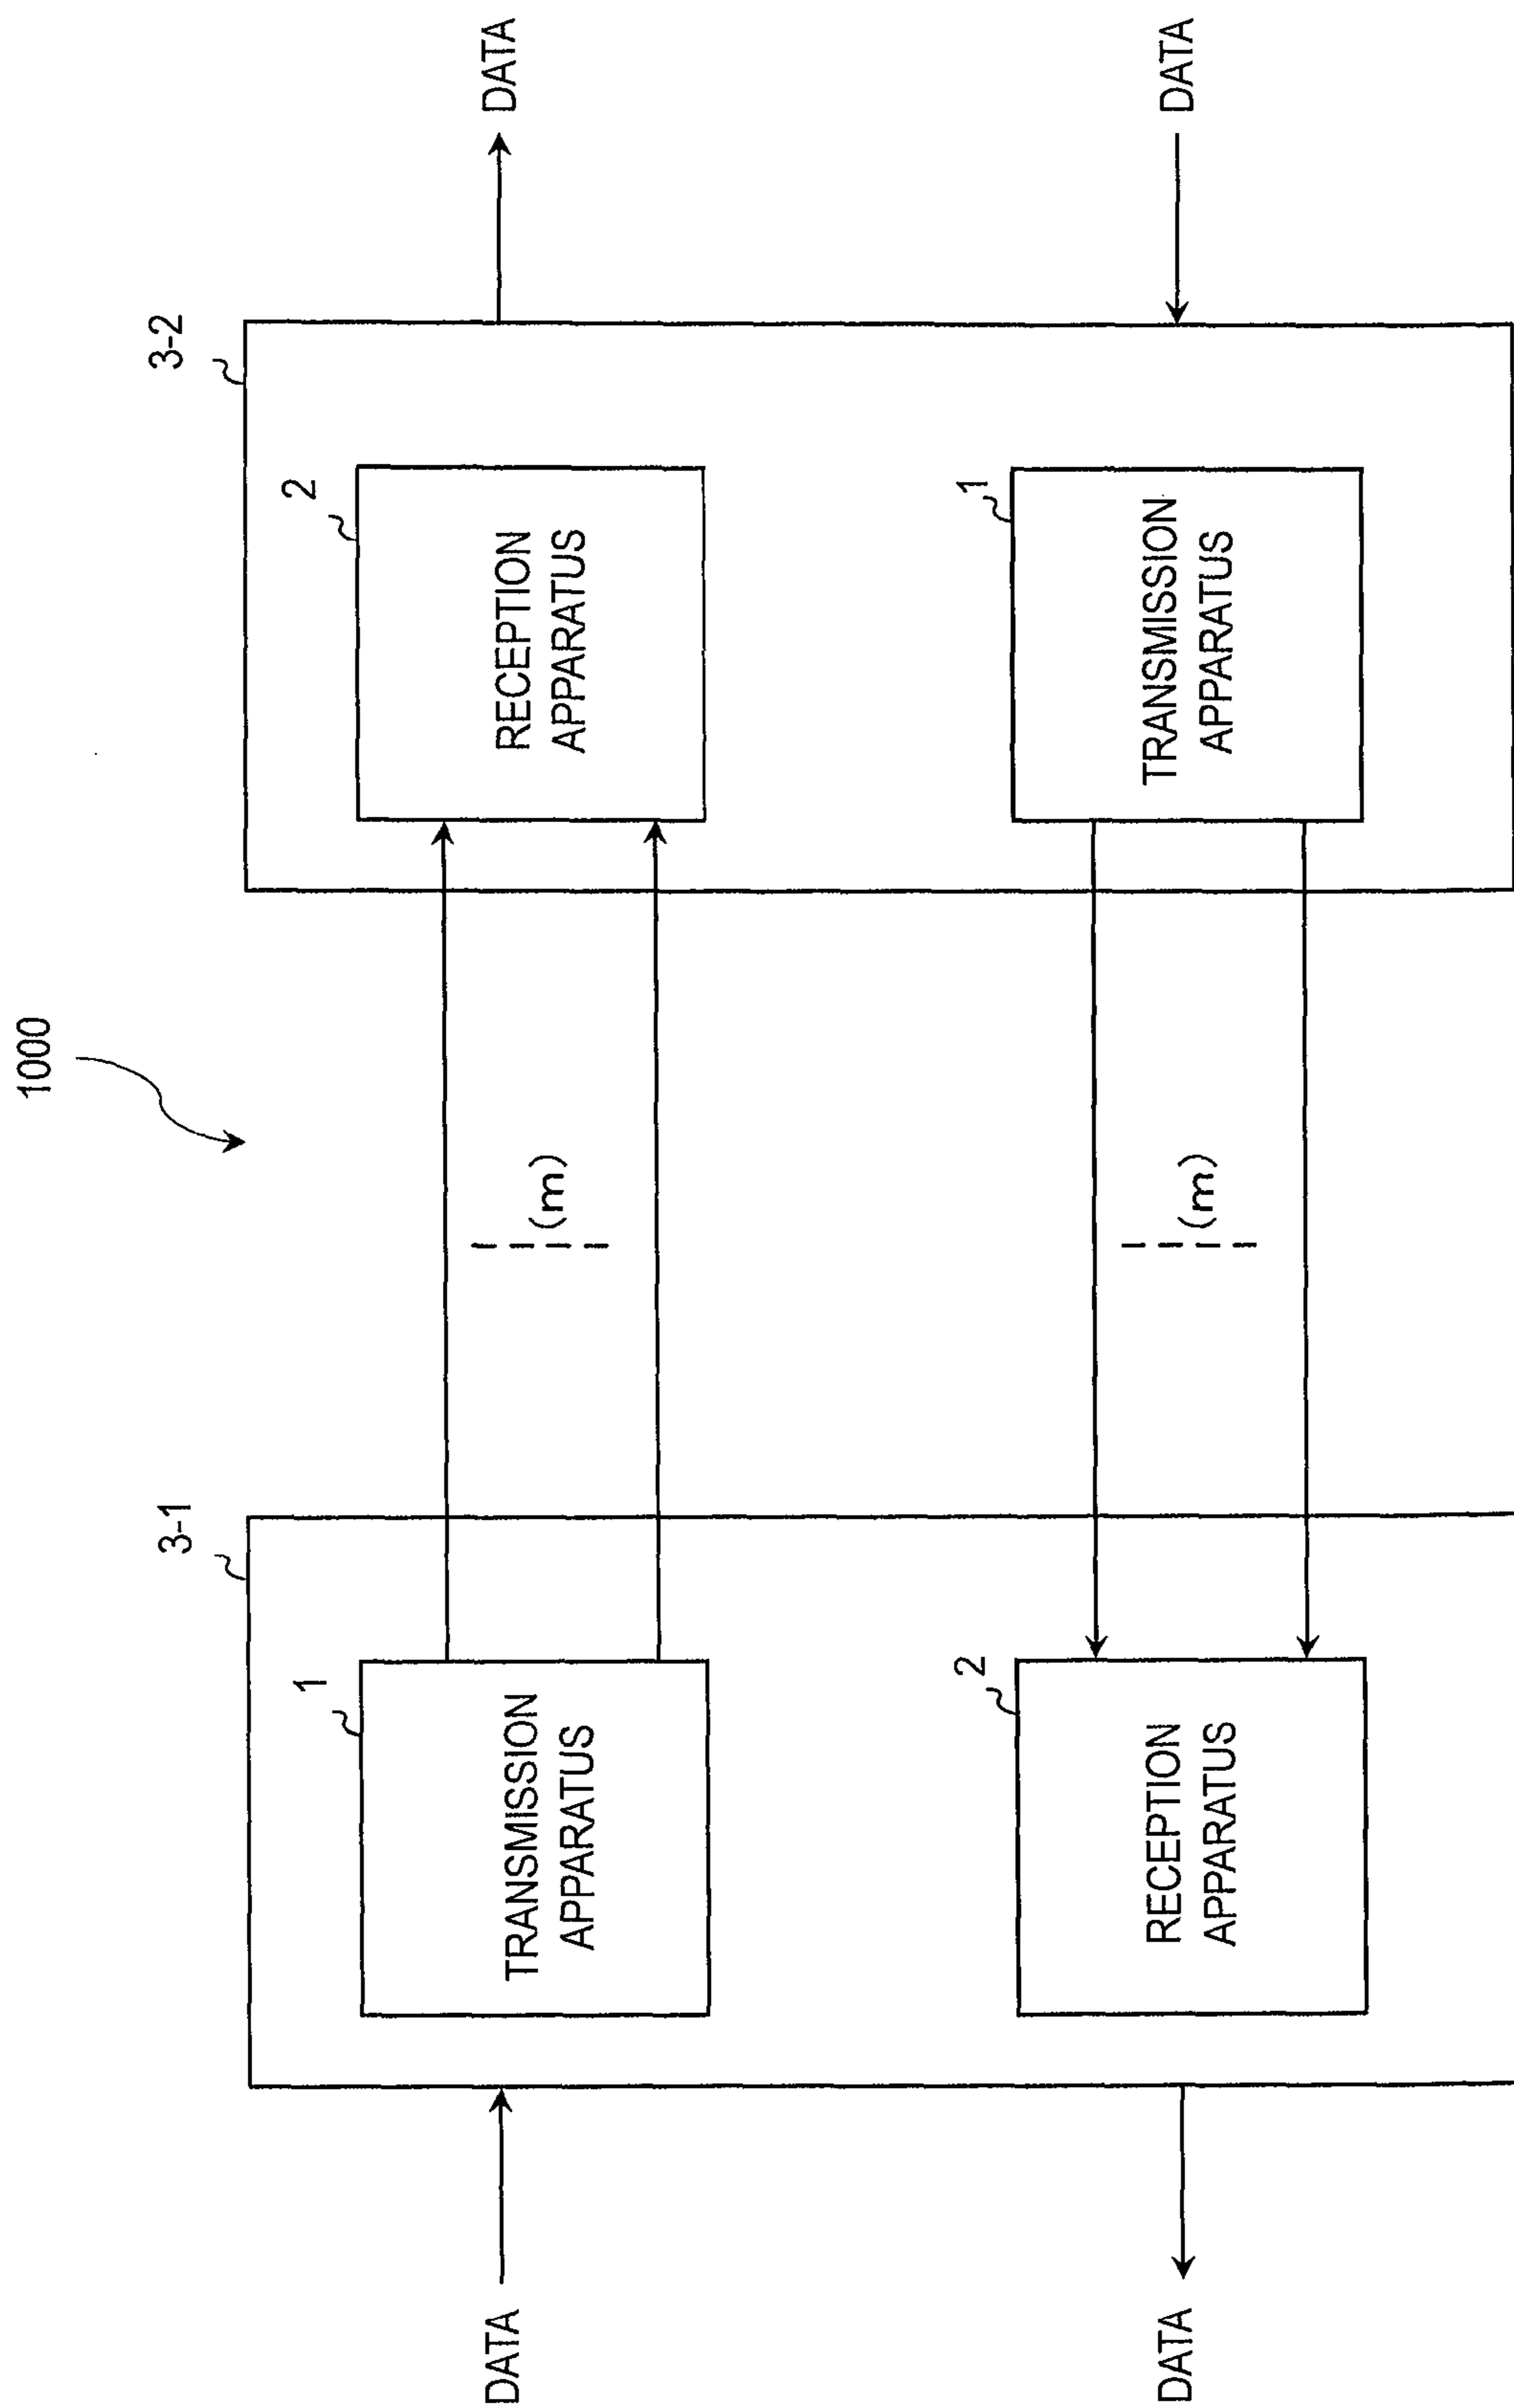 1000
3-1
3-2
DATA
1
TRANSMISSION
APPARATUS
(m)
2
RECEPTION
APPARATUS
DATA
DATA
2
RECEPTION
APPARATUS
(m)
1
TRANSMISSION
APPARATUS
DATA